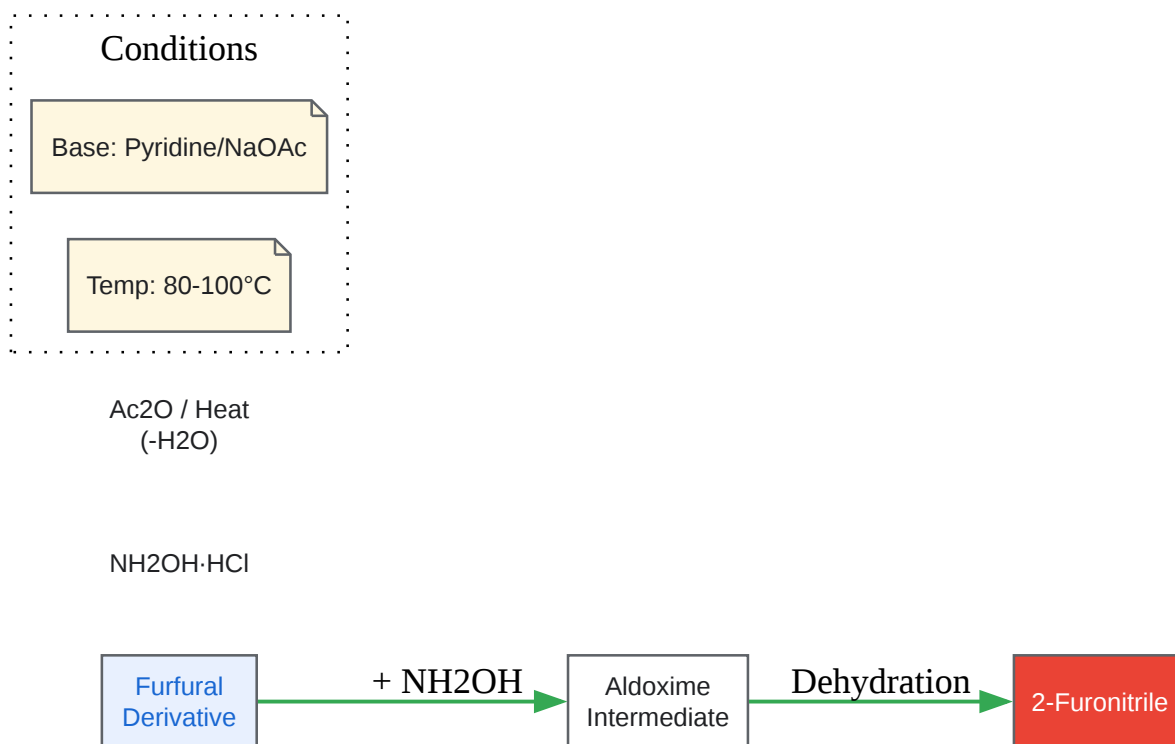 Conditions
Base: Pyridine/NaOAc
Temp: 80-100°C
Ac2O / Heat
(-H2O)
NH2OH·HCl
Furfural
Derivative
+ NH2OH
Aldoxime
Intermediate
Dehydration
2-Furonitrile